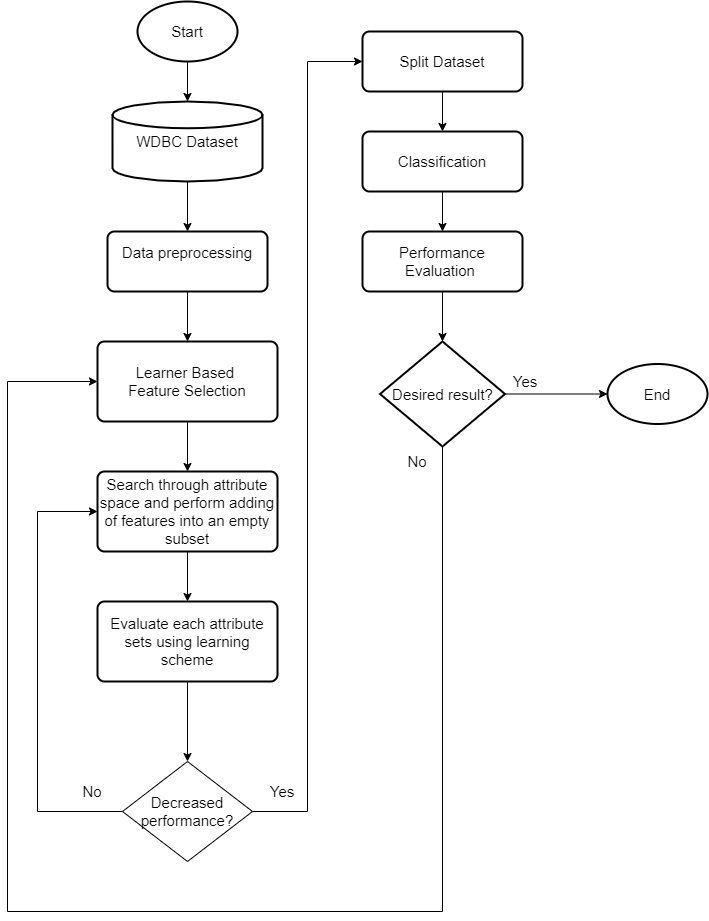 Start
WDBC Dataset
Data preprocessing
Learner Based
Feature Selection
Search through attribute
space and perform adding
of features into an empty
subset
Evaluate each attribute
sets using learning
scheme
No
Yes
Decreased
performance?
Split Dataset
Classification
Performance
Evaluation
Desired result?
Yes
No
End